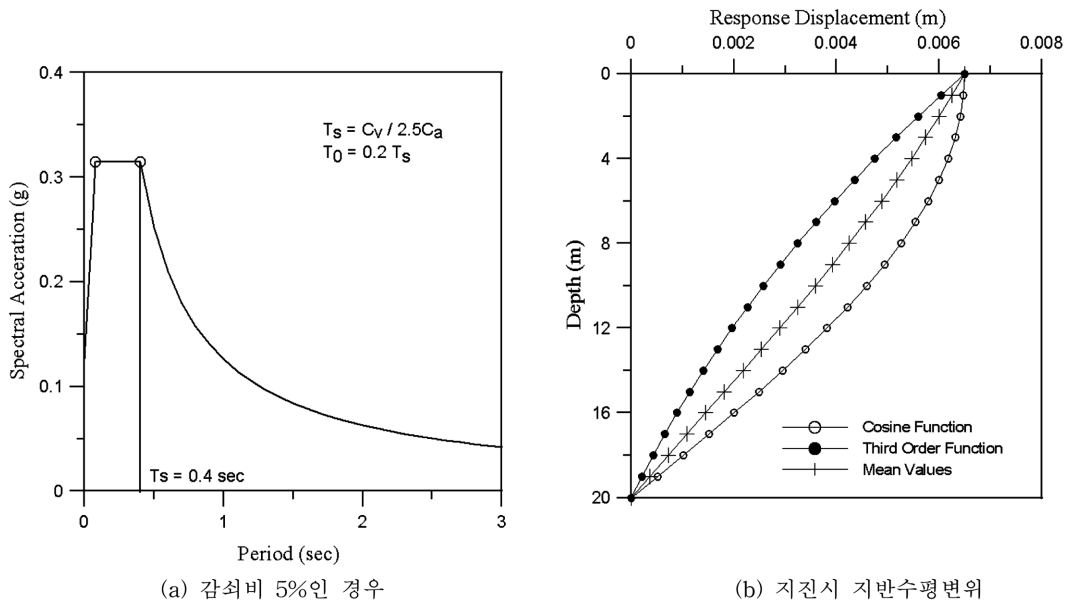 0.4
0.3
0.2
0.1
0
Spectral Acceration (g)
Ts = Cv / 2.5Ca
T0 = 0.2 Ts
Ts = 0.4 sec
0 1 2 3
Period (sec)
(a) 감쇠비 5%인 경우
Response Displacement (m)
0 0.002 0.004 0.006 0.008
0
4
8
12
16
20
Depth (m)
Cosine Function
Third Order Function
Mean Values
(b) 지진시 지반수평변위